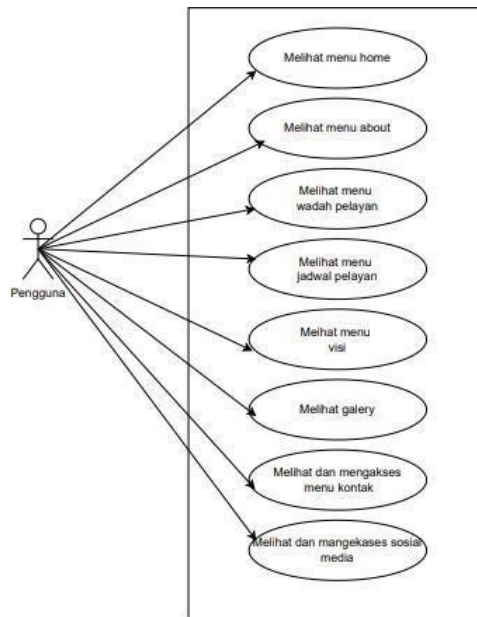 Melihat menu home
Melihat menu about
Melihat menu
wadah pelayan
Melihat menu
jadwal pelayan
Pengguna
Meihat menu
visi
Melihat galery
Melihat dan mengakses
menu kontak
Melihat dan mangekases sosial
media